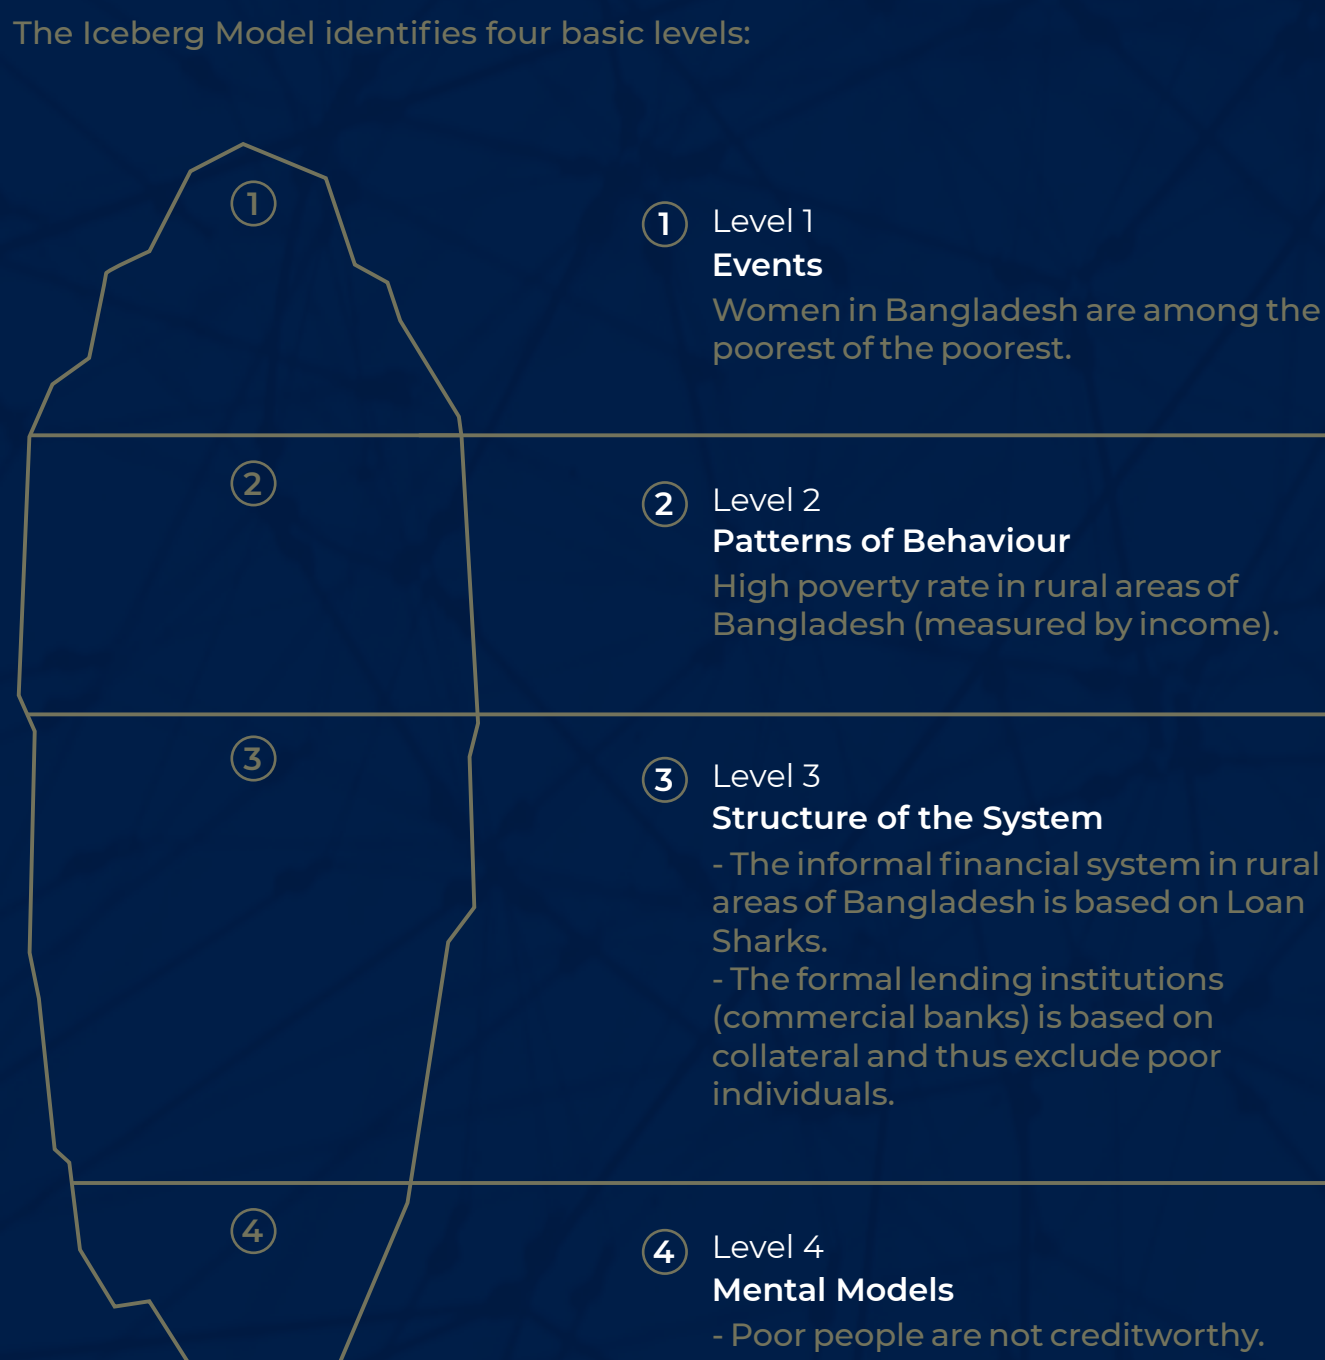 The Iceberg Model identifies four basic levels:
1
1
Level 1
Events
Women in Bangladesh are among the
poorest of the poorest.
2
2
Level 2
Patterns of Behaviour
High poverty rate in rural areas of
Bangladesh (measured by income).
3
3
Level 3
Structure of the System
- The informal financial system in rural
areas of Bangladesh is based on Loan
Sharks.
- The formal lending institutions
(commercial banks) is based on
collateral and thus exclude poor
individuals.
4
4
Level 4
Mental Models
- Poor people are not creditworthy.